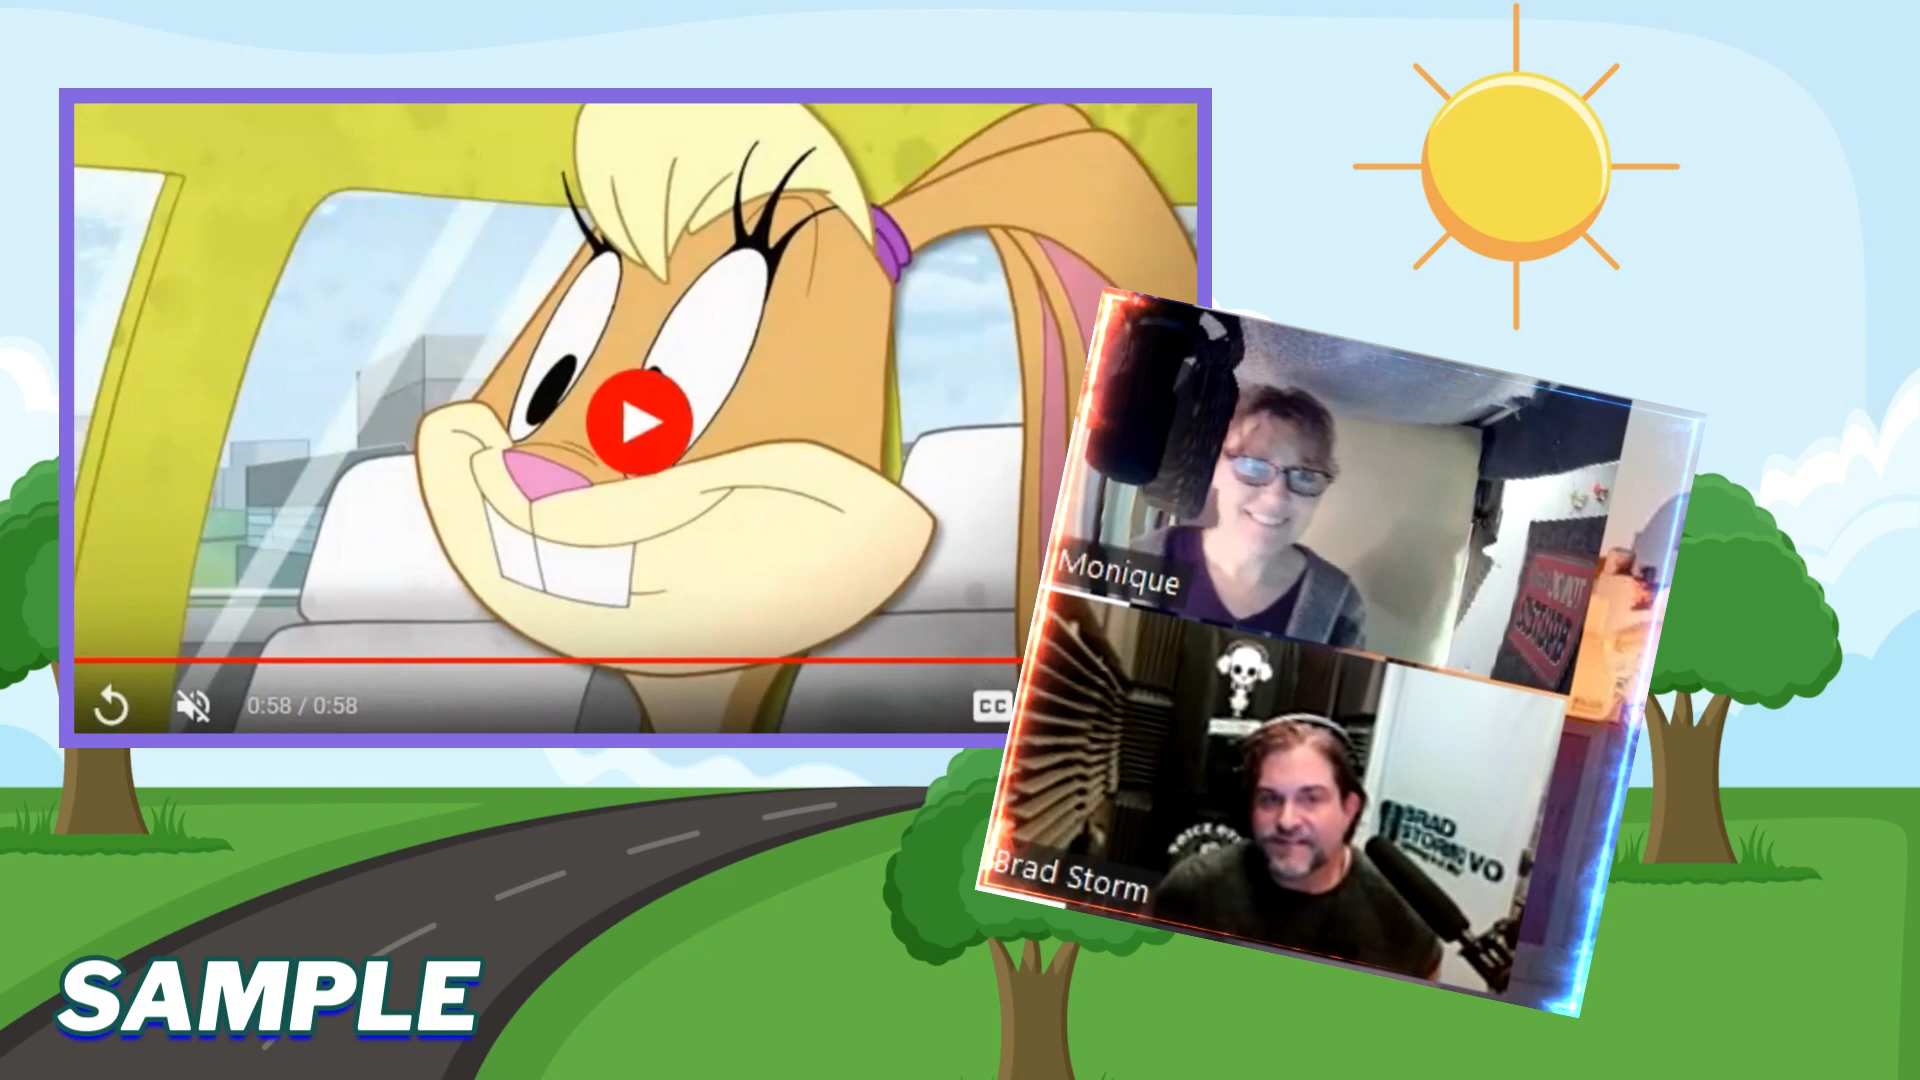 0:58 / 0:58
CC
Monique
BRAD
STORM VO
Brad Storm
SAMPLE